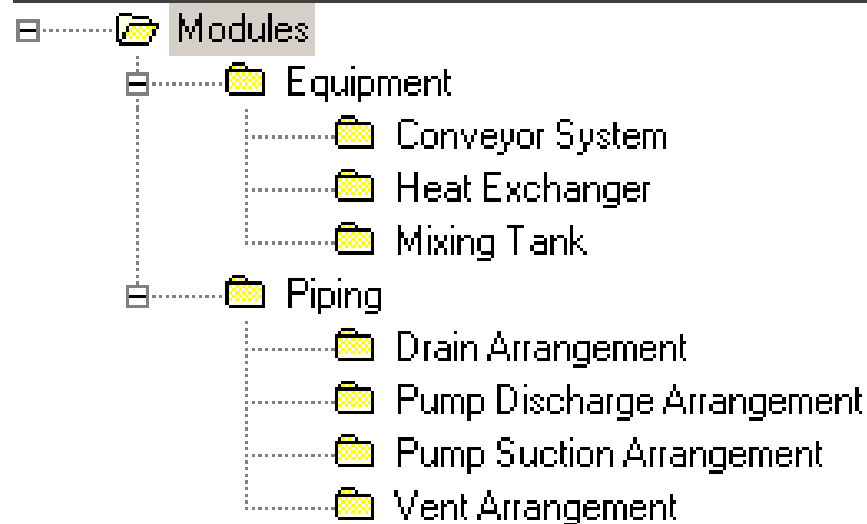 Modules
Equipment
Conveyor System
Heat Exchanger
Mixing Tank
Piping
Drain Arrangement
Pump Discharge Arrangement
Pump Suction Arrangement
Vent Arrangement